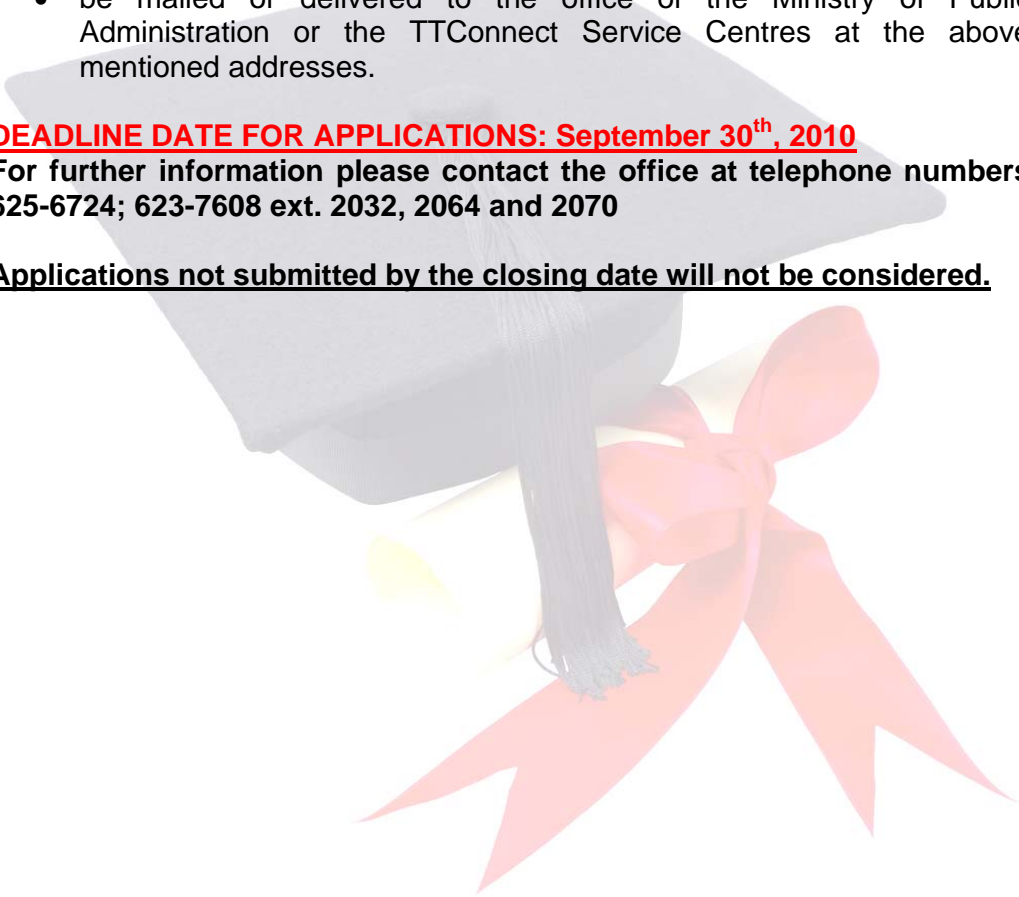 • be mailed or delivered to the office of the Ministry of Public
Administration or the TTConnect Service Centres at the above
mentioned addresses.
DEADLINE DATE FOR APPLICATIONS: September 30th, 2010
For further information please contact the office at telephone numbers
625-6724; 623-7608 ext. 2032, 2064 and 2070
Applications not submitted by the closing date will not be considered.